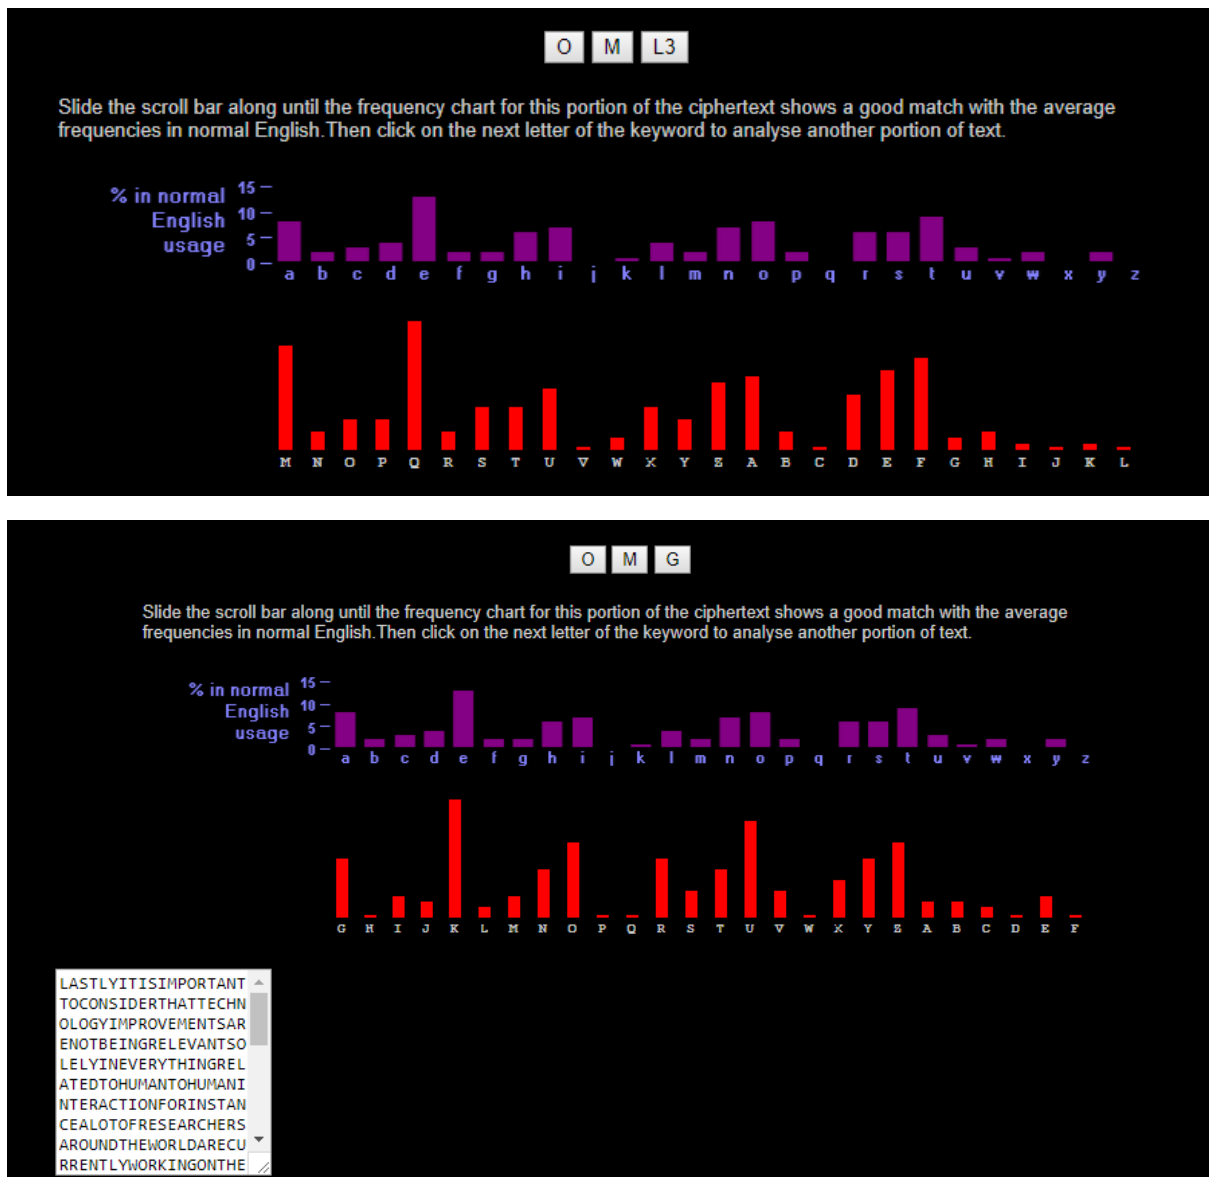 O M L3
Slide the scroll bar along until the frequency chart for this portion of the ciphertext shows a good match with the average
frequencies in normal English.Then click on the next letter of the keyword to analyse another portion of text.
% in normal
English
usage
15
10
5
0
a b c d e f g h i j k l m n o p q r s t u v w x y z
M N O P Q R S T U V W X Y Z A B C D E F G H I J K L
O M G
Slide the scroll bar along until the frequency chart for this portion of the ciphertext shows a good match with the average
frequencies in normal English.Then click on the next letter of the keyword to analyse another portion of text.
% in normal
English
usage
15
10
5
0
a b c d e f g h i j k l m n o p q r s t u v w x y z
G H I J K L M N O P Q R S T U V W X Y Z A B C D E F
LASTLYITISIMPORTANT
TOCONSIDERTHATTECHN
OLOGYIMPROVEMENTSAR
ENOTBEINGRELEVANTSO
LELYINEVERYTHINGREL
ATEDTOHUMANTOHUMANI
NTERACTIONFORINSTAN
CEALOTOFRESEARCHERS
AROUNDTHEWORLDARECU
RRENTLYWORKINGONTHE